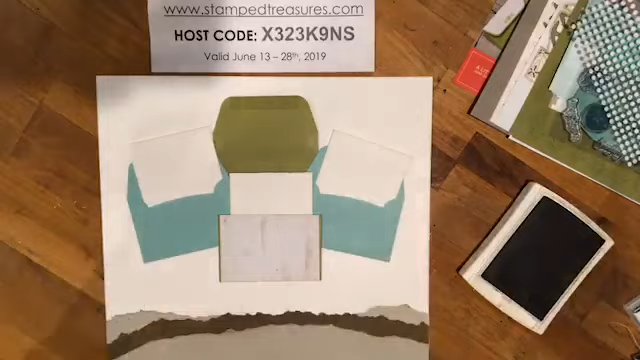 www.stampedtreasures.com
HOST CODE: X323K9NS
Valid June 13 – 28th, 2019